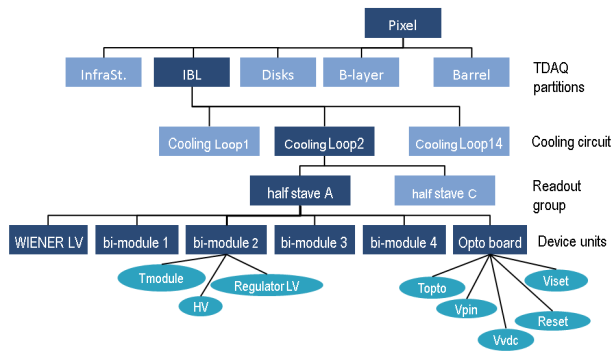 Pixel
InfraSt.
IBL
Disks
B-layer
Barrel
TDAQ
partitions
Cooling Loop1
Cooling Loop2
Cooling Loop14
Cooling circuit
half stave A
half stave C
Readout
group
WIENER LV
bi-module 1
bi-module 2
bi-module 3
bi-module 4
Opto board
Device units
Tmodule
HV
Regulator LV
Topto
Vpin
Vvdc
Reset
Viset